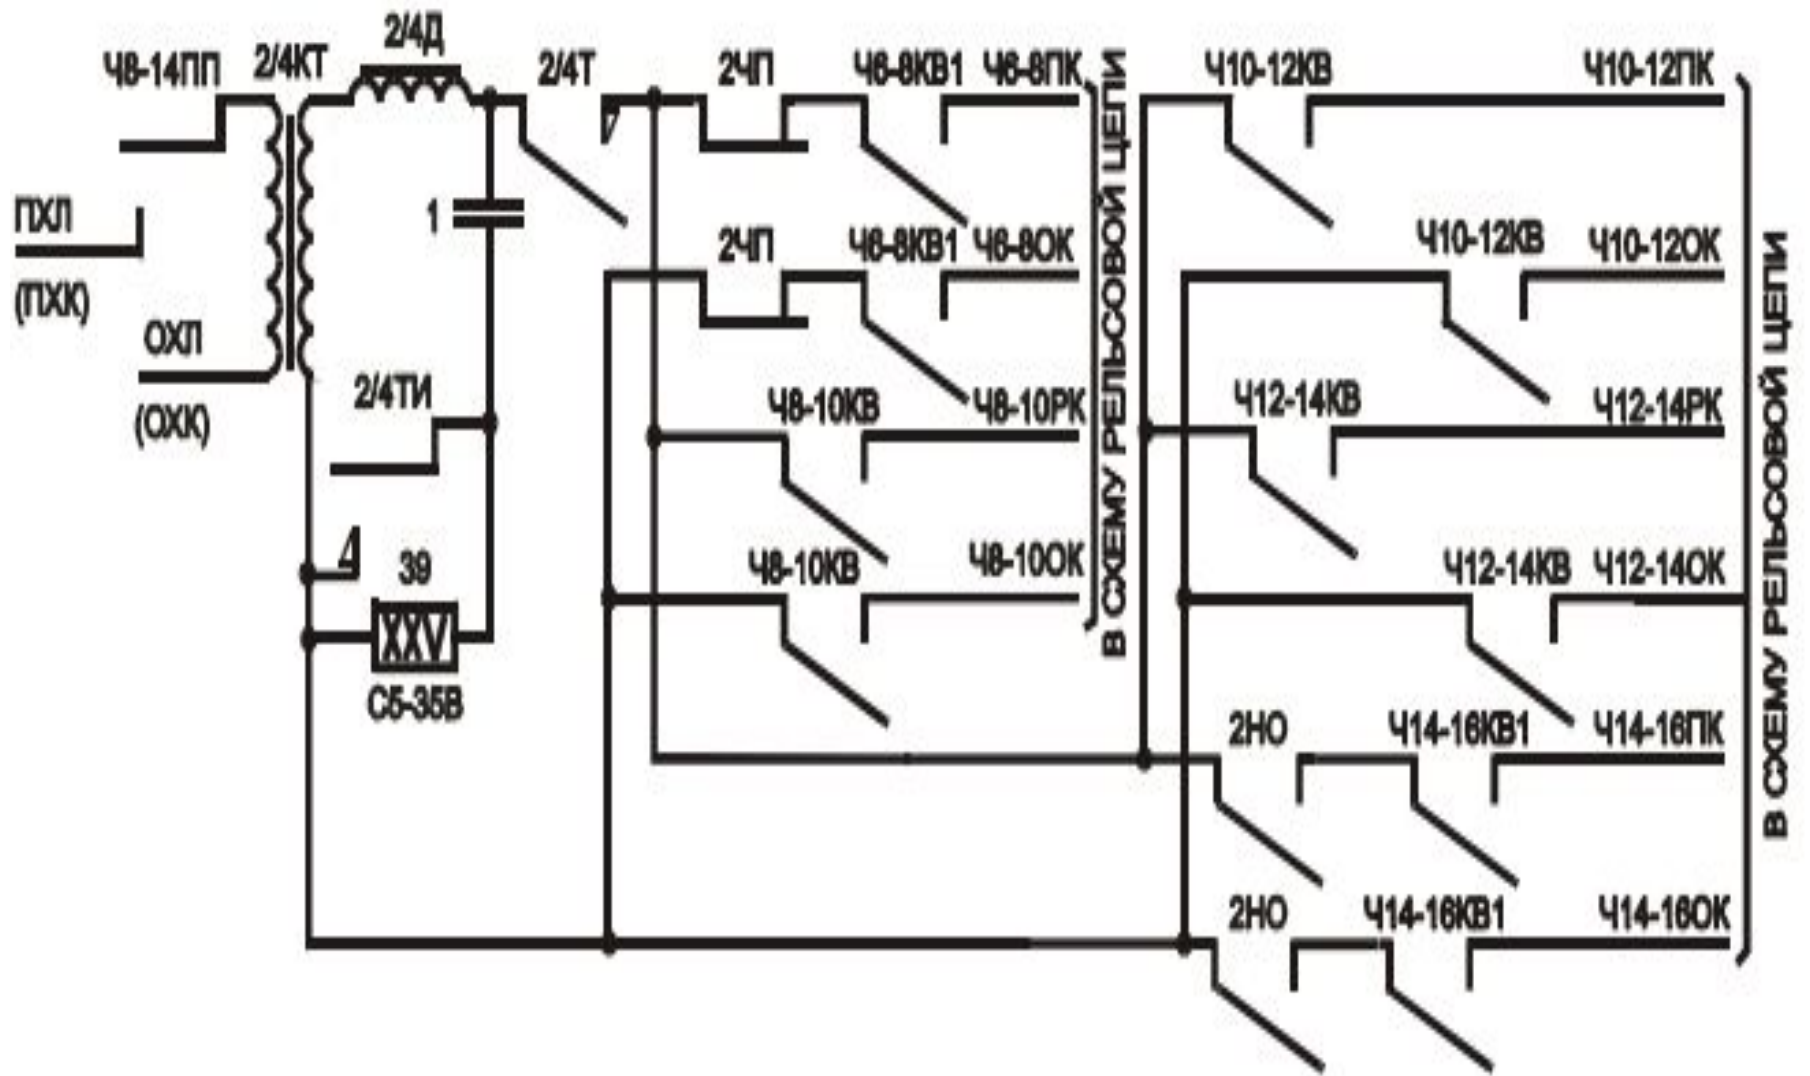 2/4Д
Ч8-14ПП
2/4КТ
2/4Т
2ЧП
Ч6-8КВ1
Ч6-8ПК
Ч10-12КВ
Ч10-12ПК
ПХЛ
(ПХК)
ОХЛ
(ОХК)
1
2ЧП
Ч6-8КВ1
Ч6-8ОК
Ч10-12КВ
Ч10-12ОК
2/4ТИ
Ч8-10КВ
Ч8-10РК
Ч12-14КВ
Ч12-14РК
39
XXV
С5-35В
Ч8-10КВ
Ч8-10ОК
Ч12-14КВ
Ч12-14ОК
В СХЕМУ РЕЛЬСОВОЙ ЦЕПИ
2НО
Ч14-16КВ1
Ч14-16ПК
2НО
Ч14-16КВ1
Ч14-16ОК
В СХЕМУ РЕЛЬСОВОЙ ЦЕПИ